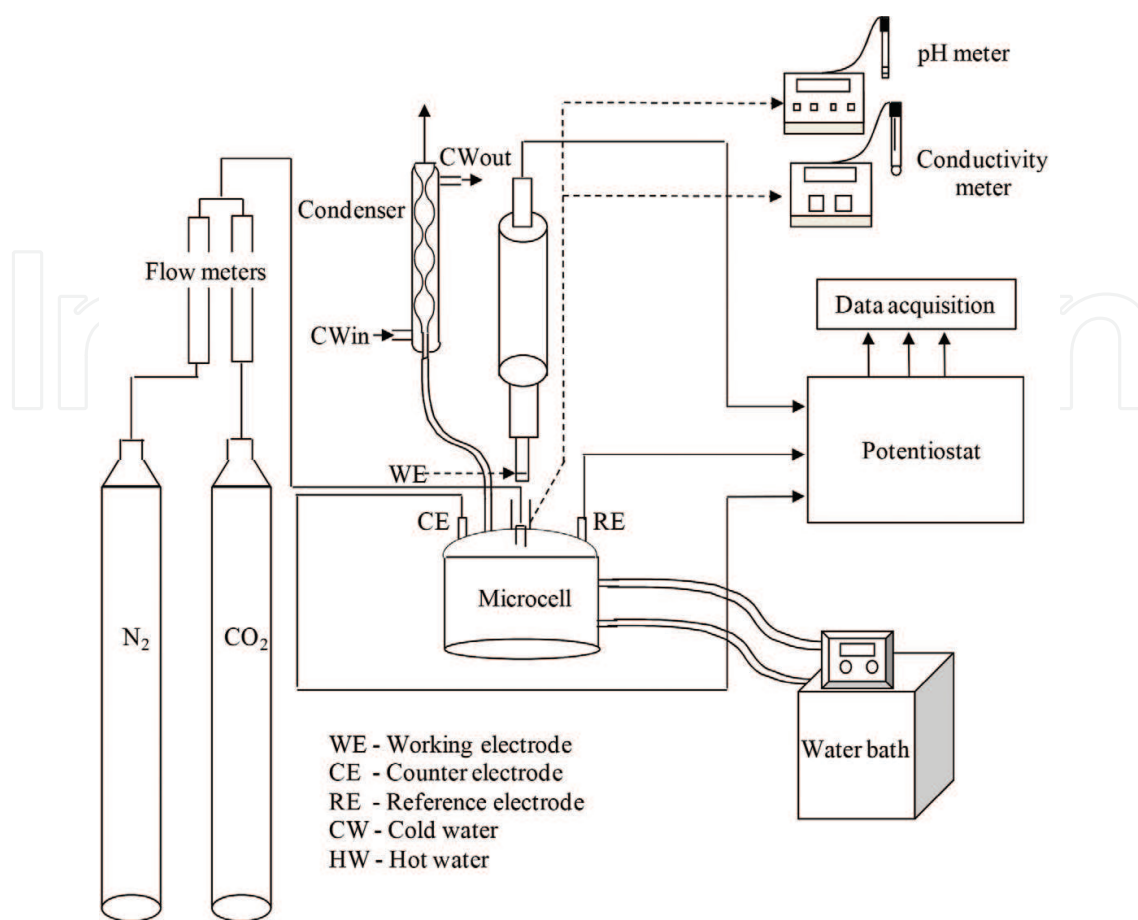 pH meter
Conductivity
meter
CWout
Condenser
Flow meters
CWin
Data acquisition
Potentiostat
WE
CE
RE
Microcell
N₂
CO₂
Water bath
WE - Working electrode
CE - Counter electrode
RE - Reference electrode
CW - Cold water
HW - Hot water